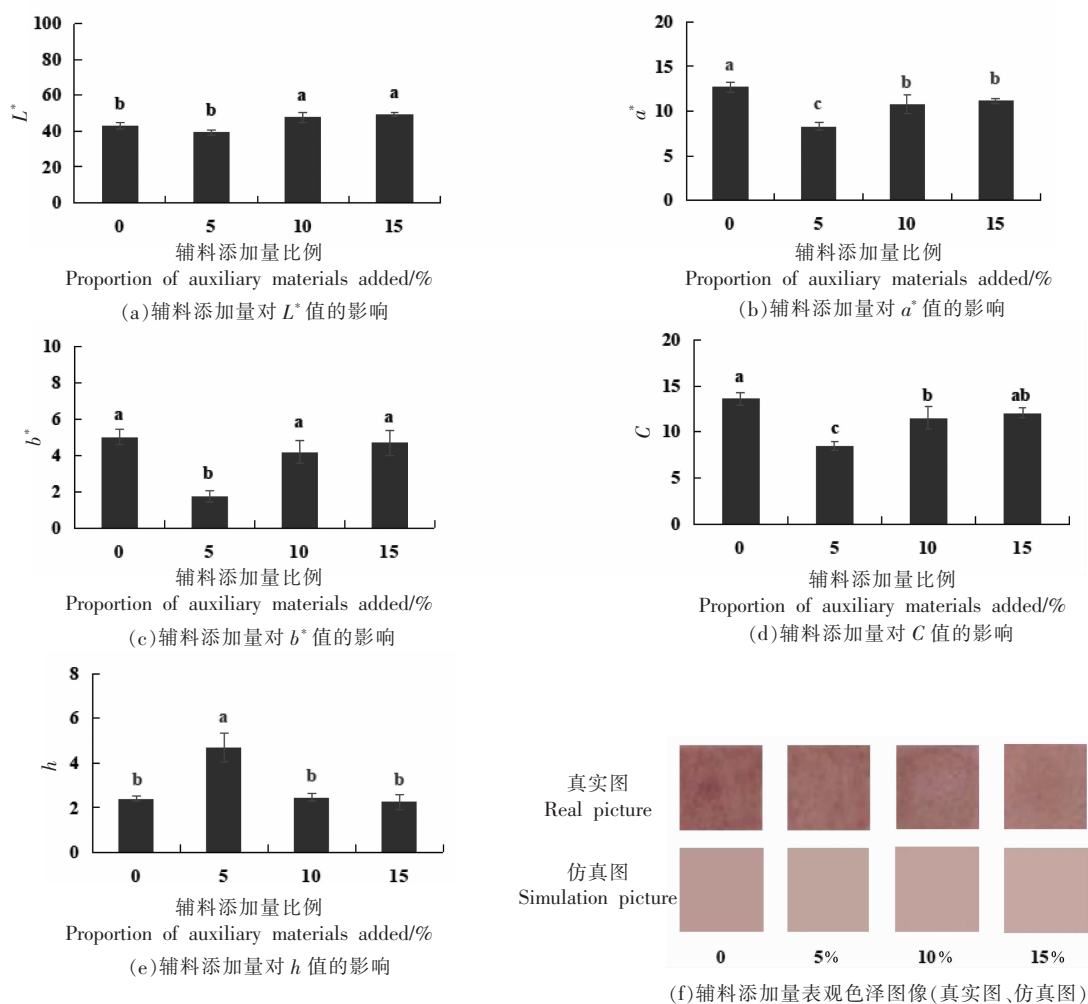 100
80
60
40
20
0
L*
b
b
a
a
0 5 10 15
辅料添加量比例
Proportion of auxiliary materials added/%
(a)辅料添加量对 L* 值的影响
20
15
10
5
0
a*
a
c
b
b
0 5 10 15
辅料添加量比例
Proportion of auxiliary materials added/%
(b)辅料添加量对 a* 值的影响
10
8
6
4
2
0
b*
a
b
a
a
0 5 10 15
辅料添加量比例
Proportion of auxiliary materials added/%
(c)辅料添加量对 b* 值的影响
20
15
10
5
0
C
a
c
b
ab
0 5 10 15
辅料添加量比例
Proportion of auxiliary materials added/%
(d)辅料添加量对 C 值的影响
8
6
4
2
0
h
b
a
b
b
0 5 10 15
辅料添加量比例
Proportion of auxiliary materials added/%
(e)辅料添加量对 h 值的影响
真实图
Real picture
仿真图
Simulation picture
0 5% 10% 15%
(f)辅料添加量表观色泽图像(真实图、仿真图)